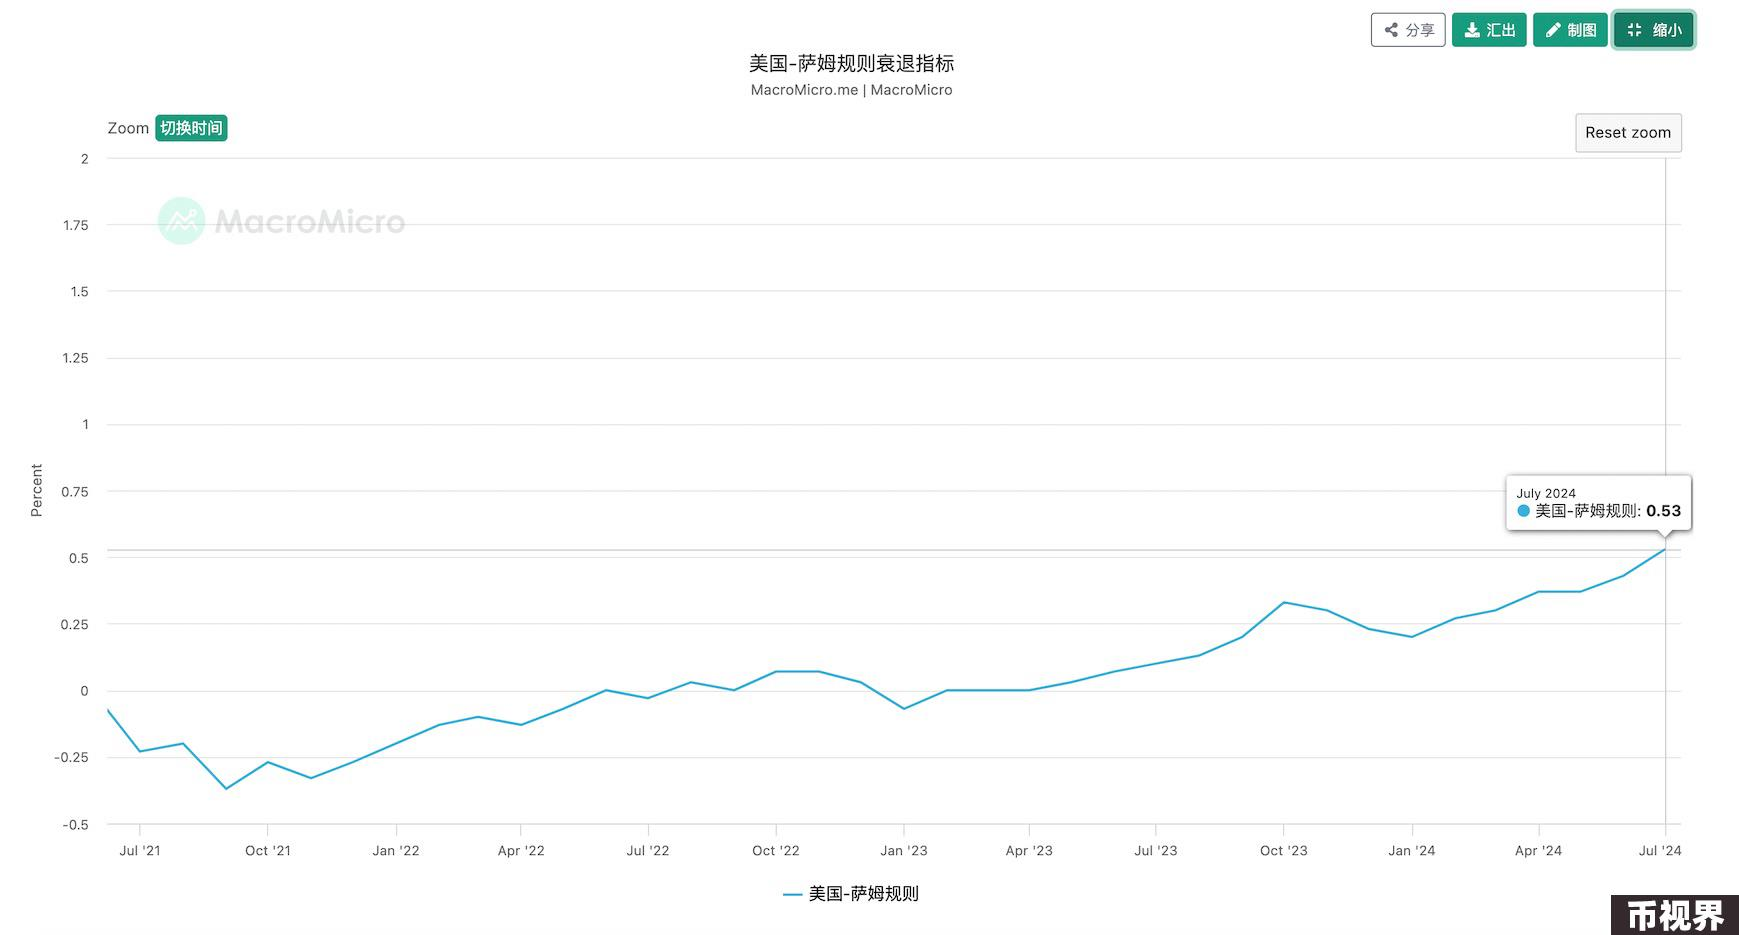 分享
汇出
制图
缩小
美国-萨姆规则衰退指标
MacroMicro.me | MacroMicro
Zoom 切换时间
Reset zoom
MacroMicro
2
1.75
1.5
1.25
1
0.75
0.5
0.25
0
-0.25
-0.5
Percent
July 2024
美国-萨姆规则: 0.53
Jul '21
Oct '21
Jan '22
Apr '22
Jul '22
Oct '22
Jan '23
Apr '23
Jul '23
Oct '23
Jan '24
Apr '24
Jul '24
美国-萨姆规则
币视界